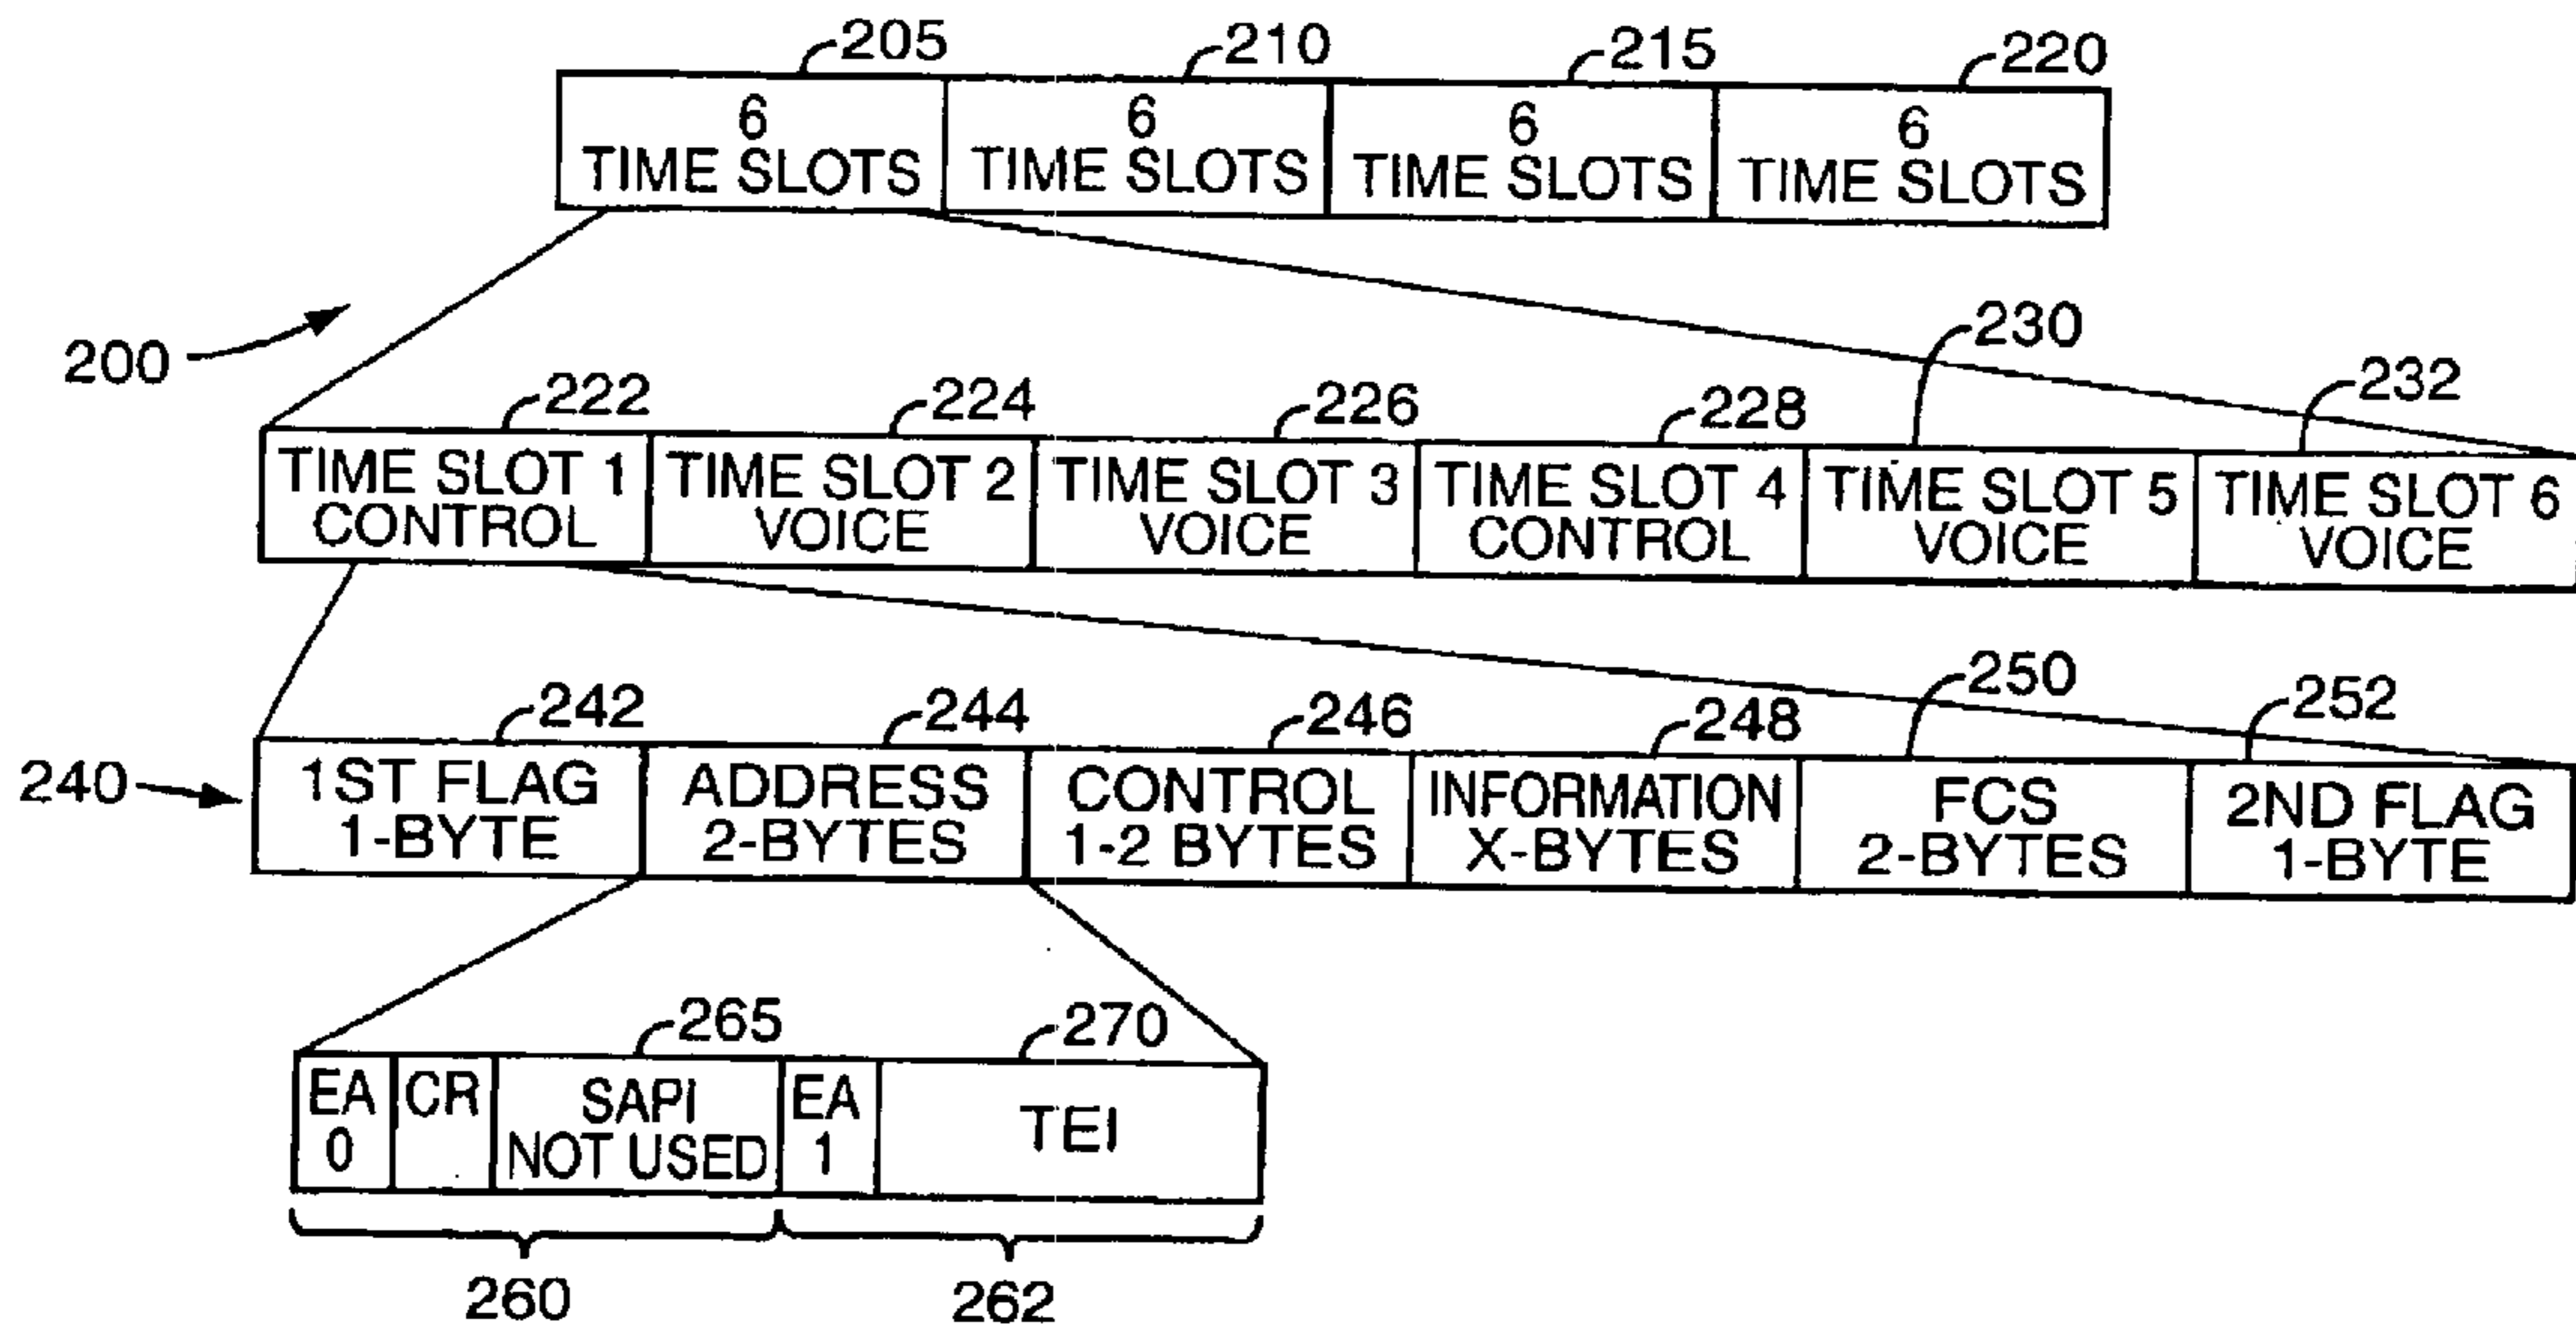 205 210 215 220
6 TIME SLOTS 6 TIME SLOTS 6 TIME SLOTS 6 TIME SLOTS
200
230 232
222 224 226 228
TIME SLOT 1 CONTROL TIME SLOT 2 VOICE TIME SLOT 3 VOICE TIME SLOT 4 CONTROL TIME SLOT 5 VOICE TIME SLOT 6 VOICE
250 252
242 244 246 248
240
1ST FLAG 1-BYTE ADDRESS 2-BYTES CONTROL 1-2 BYTES INFORMATION X-BYTES FCS 2-BYTES 2ND FLAG 1-BYTE
265 270
EA 0 CR SAPI NOT USED EA 1 TEI
260 262